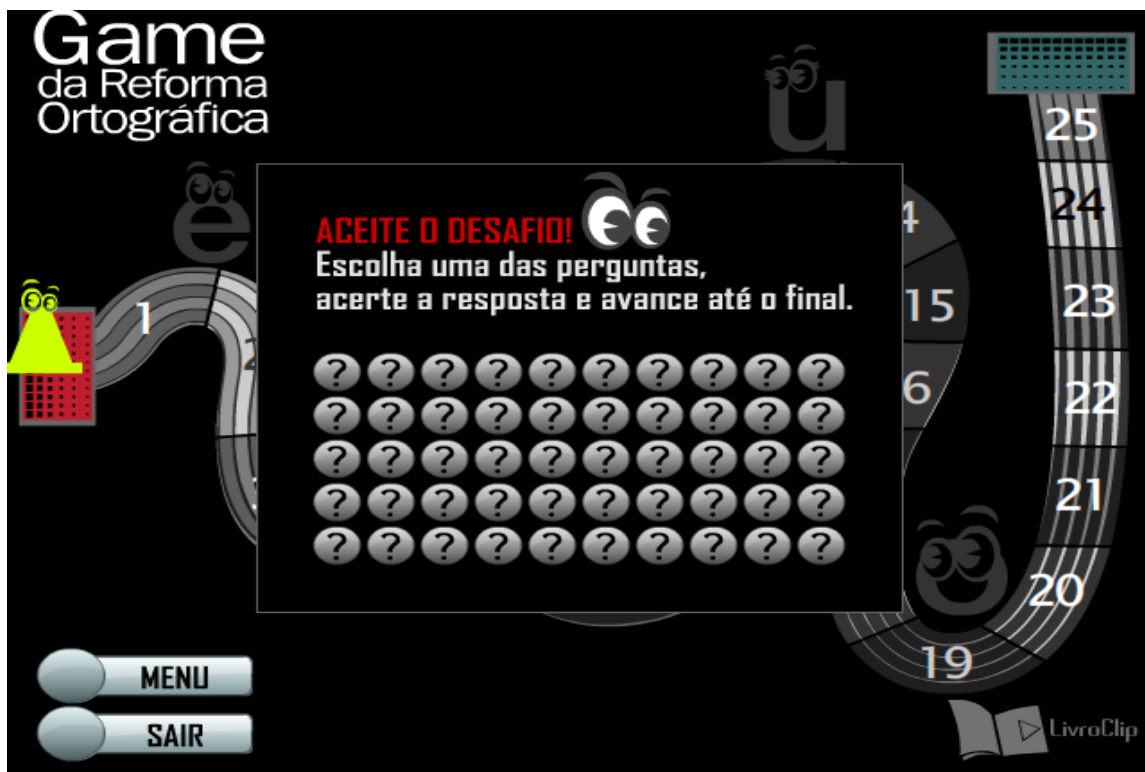 Game
da Reforma
Ortográfica
ACEITE O DESAFIO!
Escolha uma das perguntas,
acerte a resposta e avance até o final.
? ? ? ? ? ? ? ? ? ?
? ? ? ? ? ? ? ? ? ?
? ? ? ? ? ? ? ? ? ?
? ? ? ? ? ? ? ? ? ?
? ? ? ? ? ? ? ? ? ?
e
u
1
15
19
20
21
22
23
24
25
MENU
SAIR
LivroClip